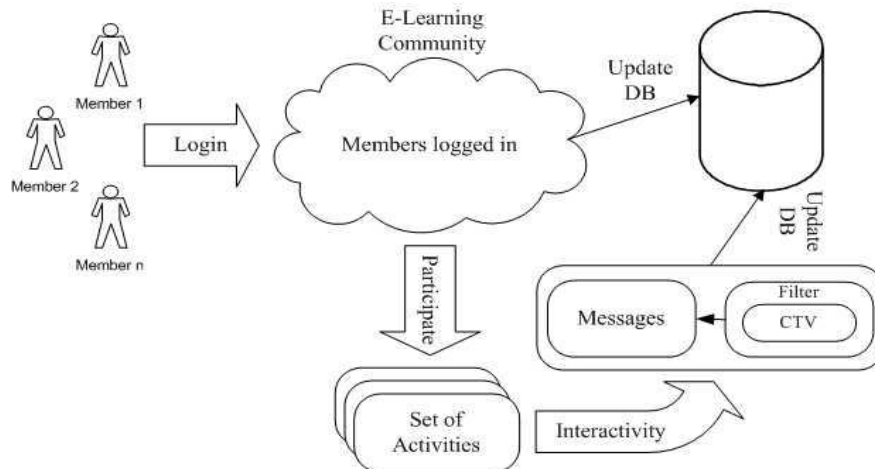 E-Learning
Community
Member 1
Member 2
Member n
Login
Members logged in
Update
DB
Update
DB
Participate
Messages
Filter
CTV
Set of
Activities
Interactivity